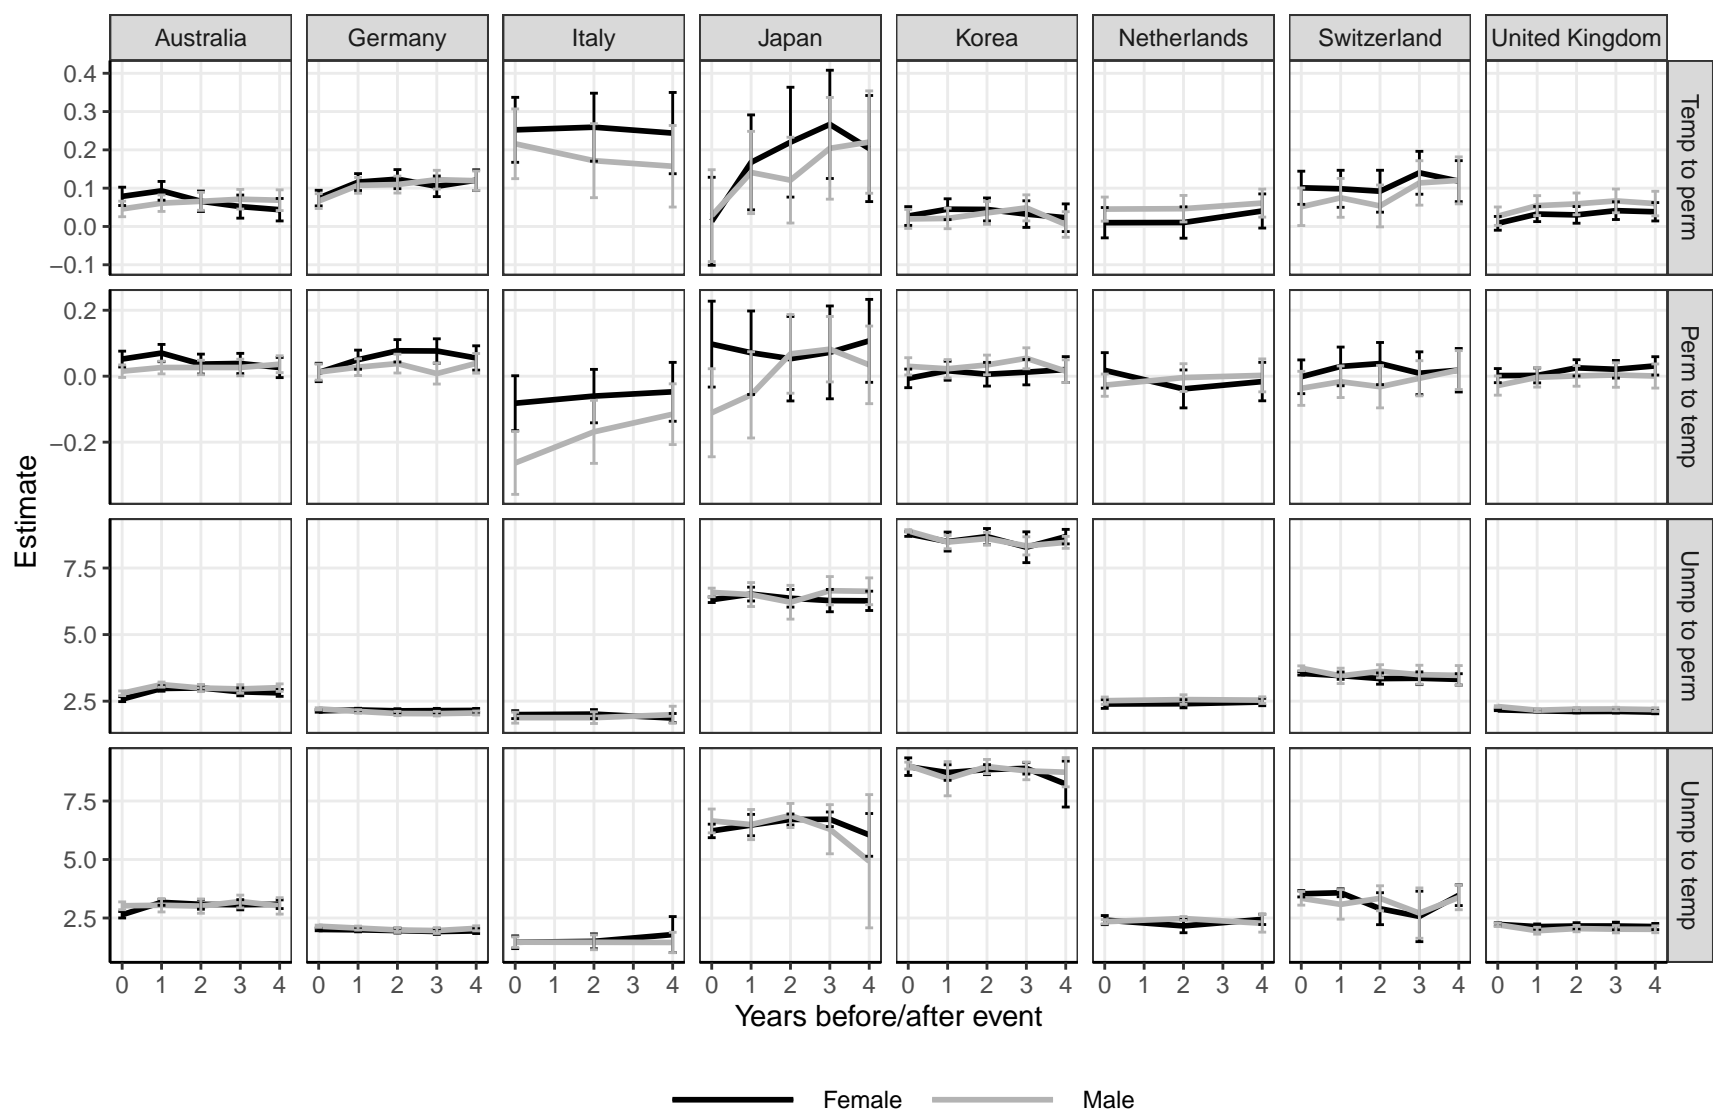 Australia Germany Italy Japan Korea Netherlands Switzerland United Kingdom
0.4
0.3
0.2
0.1
0.0
−0.1
Temp to perm
0.2
0.0
−0.2
Perm to temp
Estimate
7.5
5.0
2.5
Unmp to perm
7.5
5.0
2.5
Unmp to temp
0 1 2 3 4 0 1 2 3 4 0 1 2 3 4 0 1 2 3 4 0 1 2 3 4 0 1 2 3 4 0 1 2 3 4 0 1 2 3 4
Years before/after event
Female Male